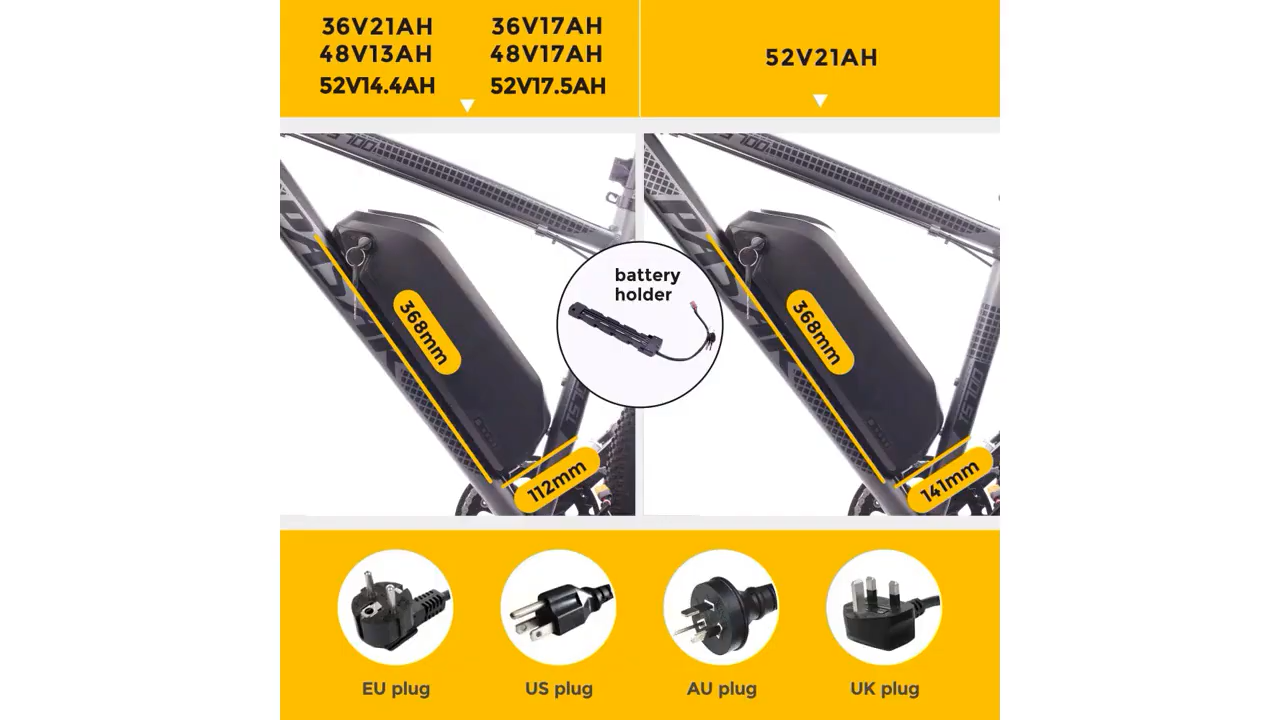 36V21AH
48V13AH
52V14.4AH
36V17AH
48V17AH
52V17.5AH
52V21AH
battery
holder
368mm
112mm
368mm
141mm
EU plug
US plug
AU plug
UK plug